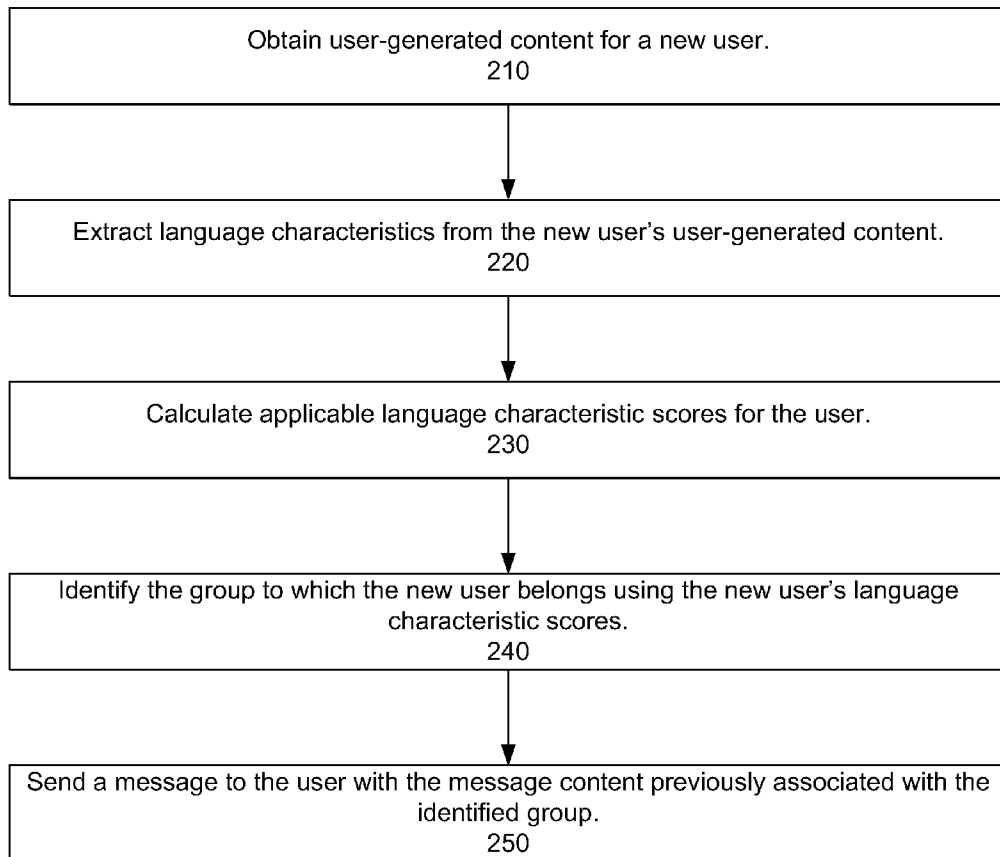 Obtain user-generated content for a new user.
210
Extract language characteristics from the new user's user-generated content.
220
Calculate applicable language characteristic scores for the user.
230
Identify the group to which the new user belongs using the new user's language
characteristic scores.
240
Send a message to the user with the message content previously associated with the
identified group.
250